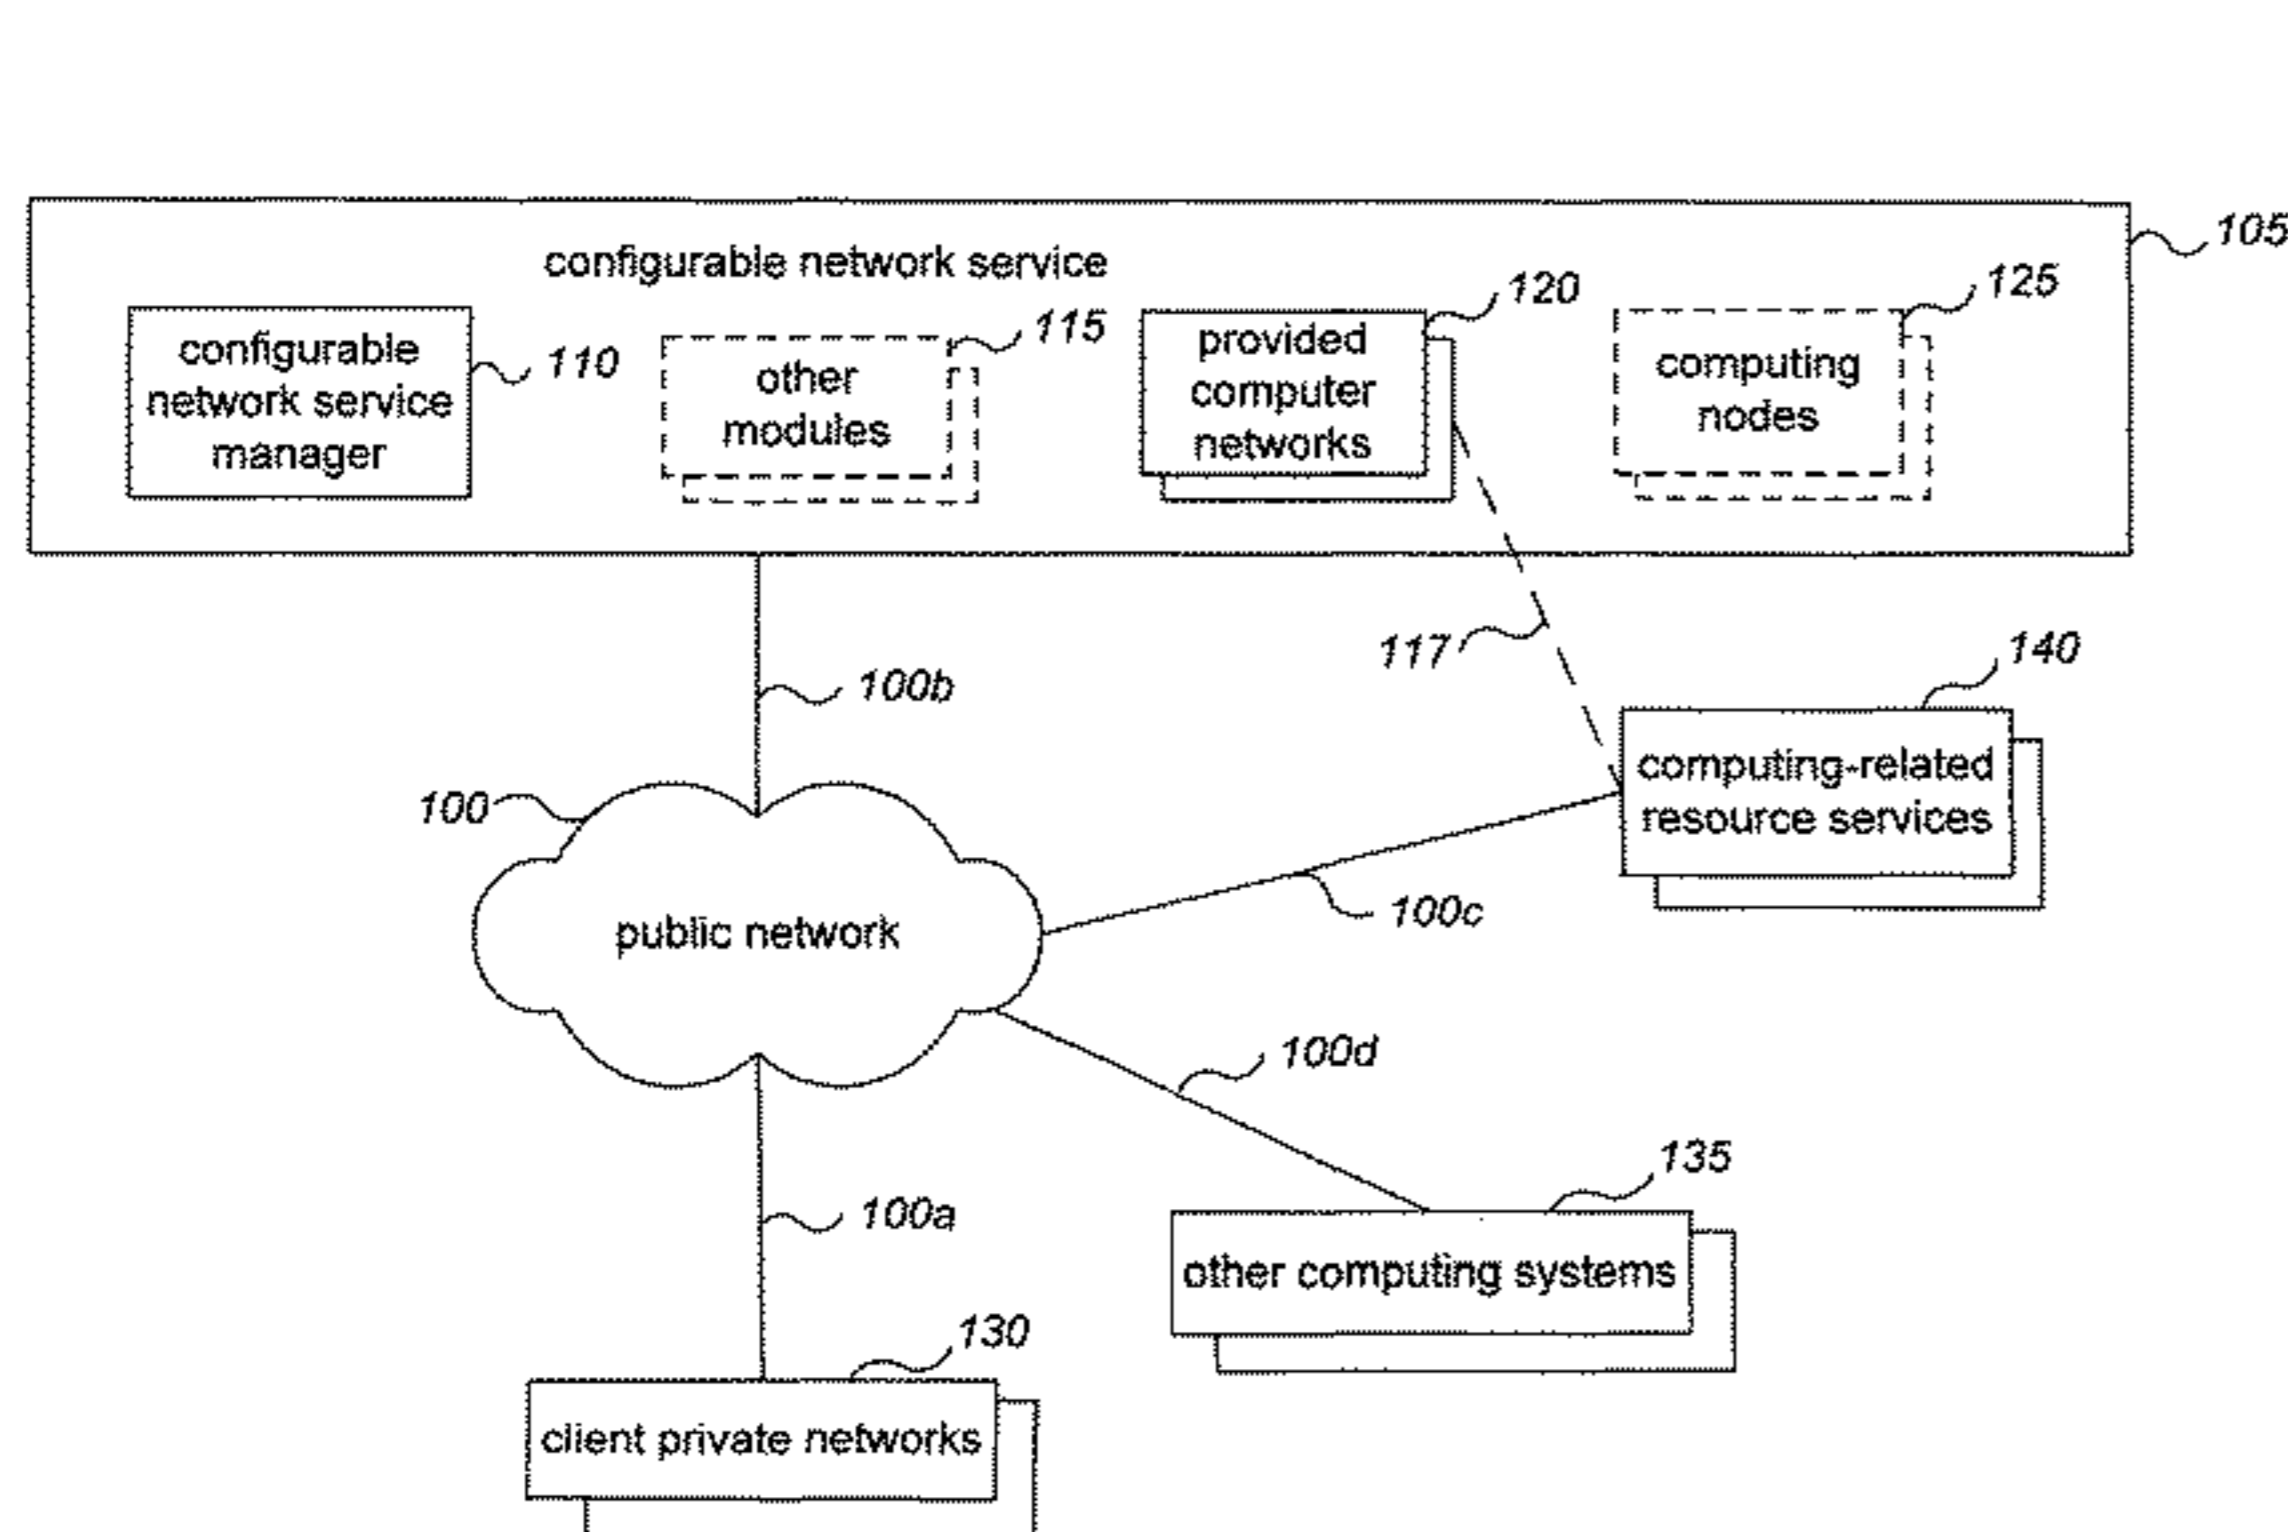 105
configurable network service
120
125
115
configurable
network service
manager
110
other
modules
provided
computer
networks
computing
nodes
117
140
100b
computing-related
resource services
100
public network
100c
100d
135
100a
other computing systems
130
client private networks